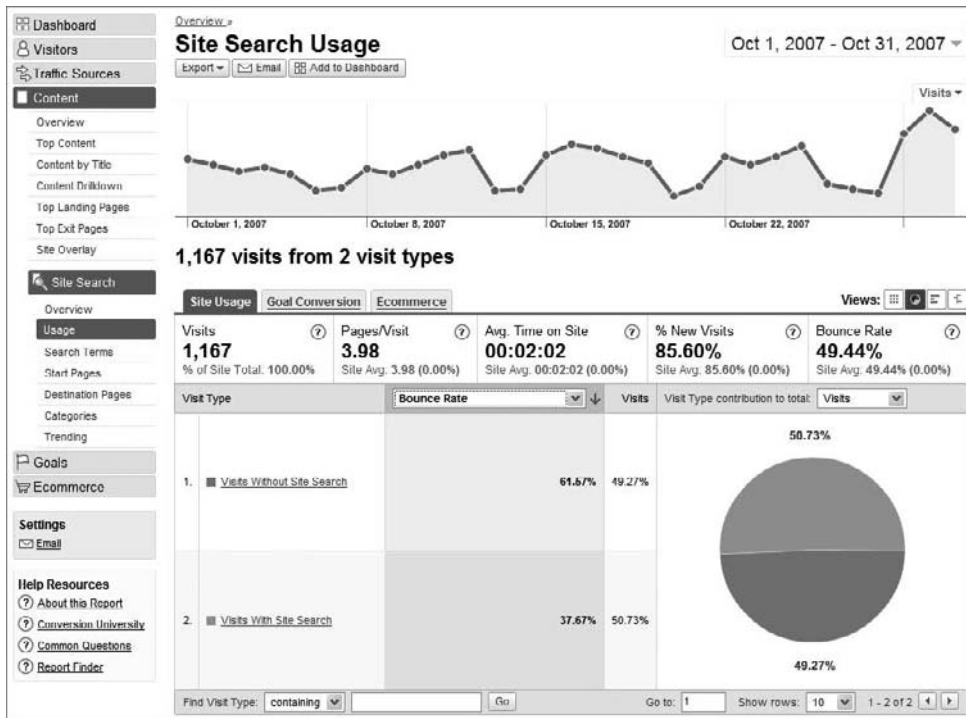 Dashboard
Visitors
Traffic Sources
Content
Overview
Top Content
Content by Title
Content Drilldown
Top Landing Pages
Top Exit Pages
Site Overlay
Site Search
Overview
Usage
Search Terms
Start Pages
Destination Pages
Categories
Trending
Goals
Ecommerce
Settings
Email
Help Resources
? About this Report
? Conversion University
? Common Questions
? Report Finder
Overview »
Site Search Usage
Oct 1, 2007 - Oct 31, 2007
Export Email Add to Dashboard
Visits
October 1, 2007 October 8, 2007 October 15, 2007 October 22, 2007
1,167 visits from 2 visit types
Site Usage Goal Conversion Ecommerce Views:
Visits ? Pages/Visit ? Avg. Time on Site ? % New Visits ? Bounce Rate ?
1,167 3.98 00:02:02 85.60% 49.44%
% of Site Total: 100.00% Site Avg: 3.98 (0.00%) Site Avg: 00:02:02 (0.00%) Site Avg: 85.60% (0.00%) Site Avg: 49.44% (0.00%)
Visit Type Bounce Rate Visits Visit Type contribution to total: Visits
50.73%
1. Visits Without Site Search 61.57% 49.27%
2. Visits With Site Search 37.67% 50.73%
49.27%
Find Visit Type: containing Go Go to: 1 Show rows: 10 1 - 2 of 2